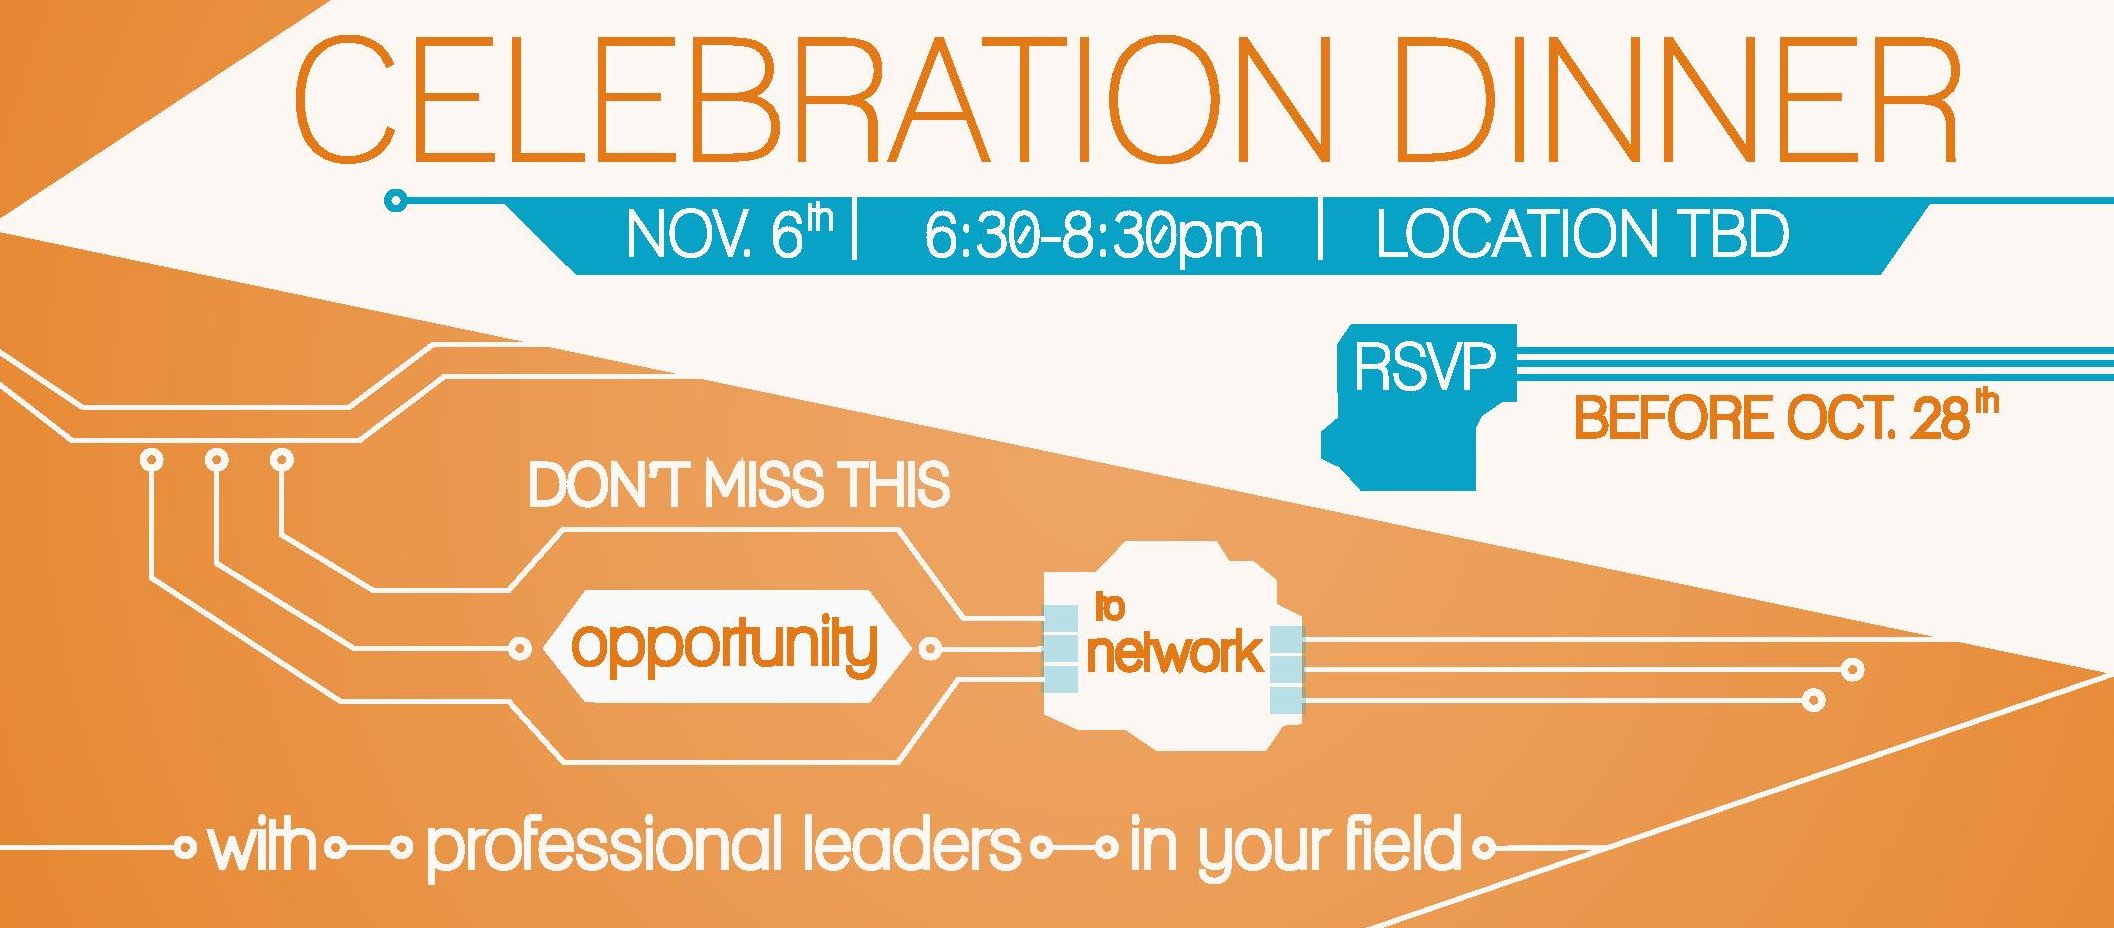 CELEBRATION DINNER
NOV. 6th | 6:30-8:30pm | LOCATION TBD
RSVP
BEFORE OCT. 28th
DON'T MISS THIS
opportunity
to
network
with professional leaders in your field